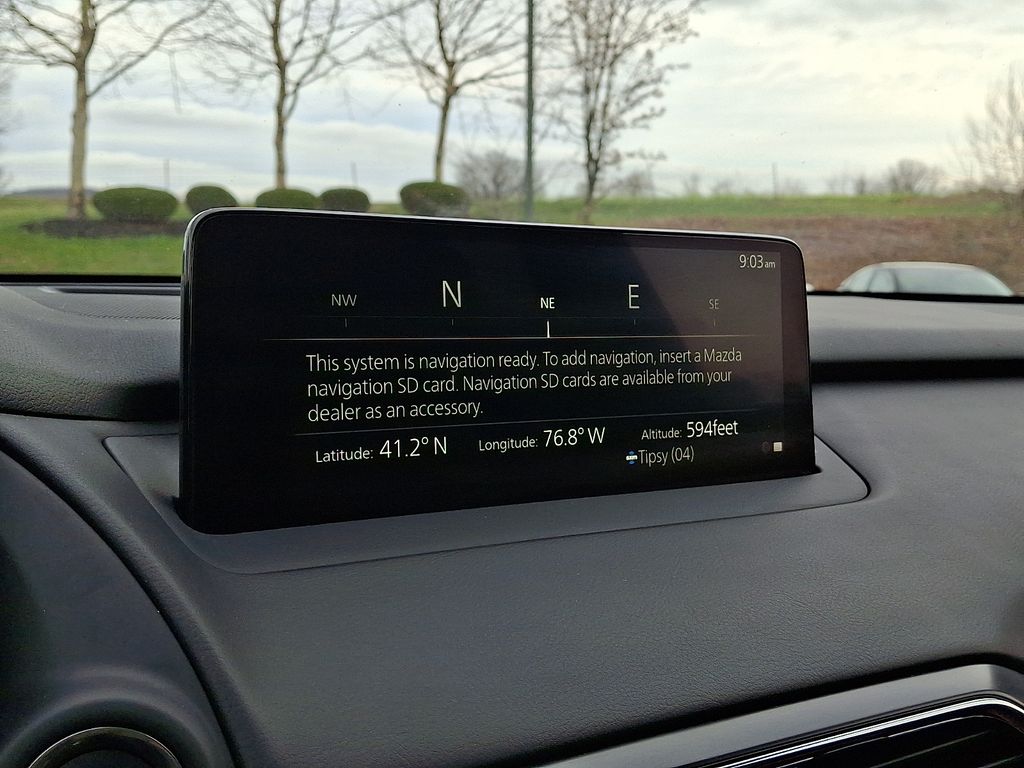 9:03am
NW N NE E SE
This system is navigation ready. To add navigation, insert a Mazda
navigation SD card. Navigation SD cards are available from your
dealer as an accessory.
Latitude: 41.2° N Longitude: 76.8° W Altitude: 594feet
Tipsy (04)